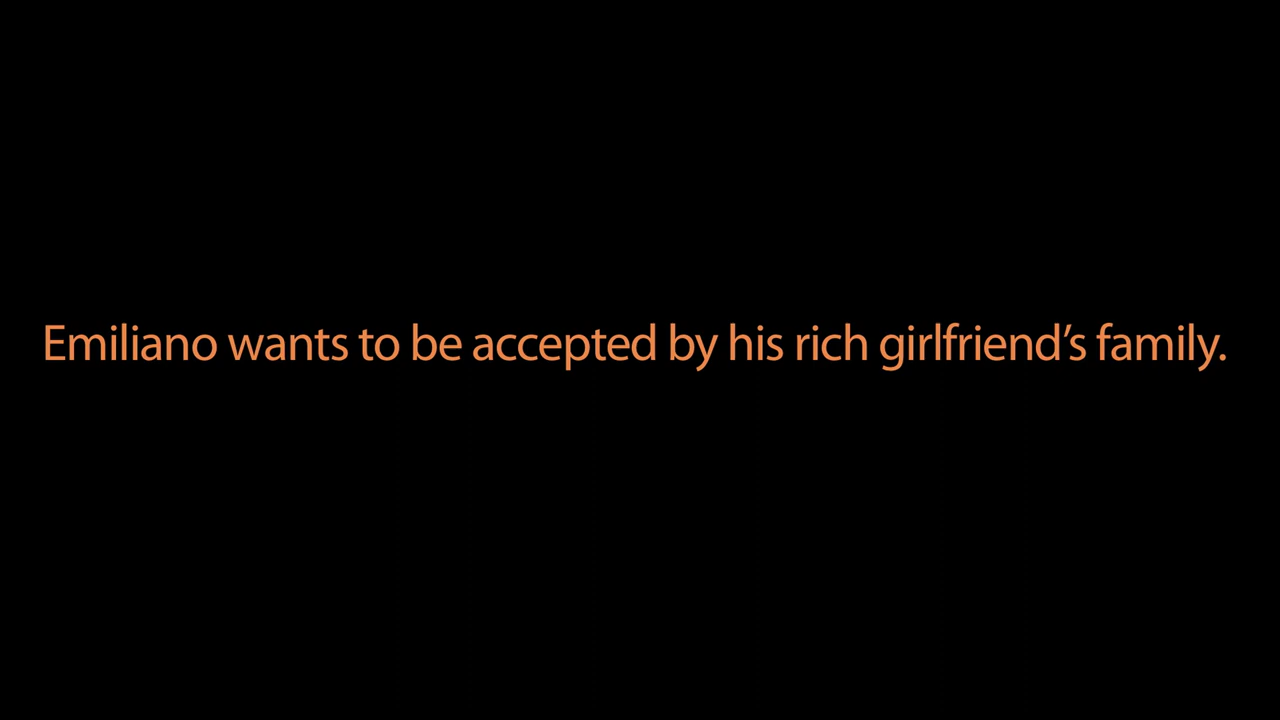 Emiliano wants to be accepted by his rich girlfriend’s family.